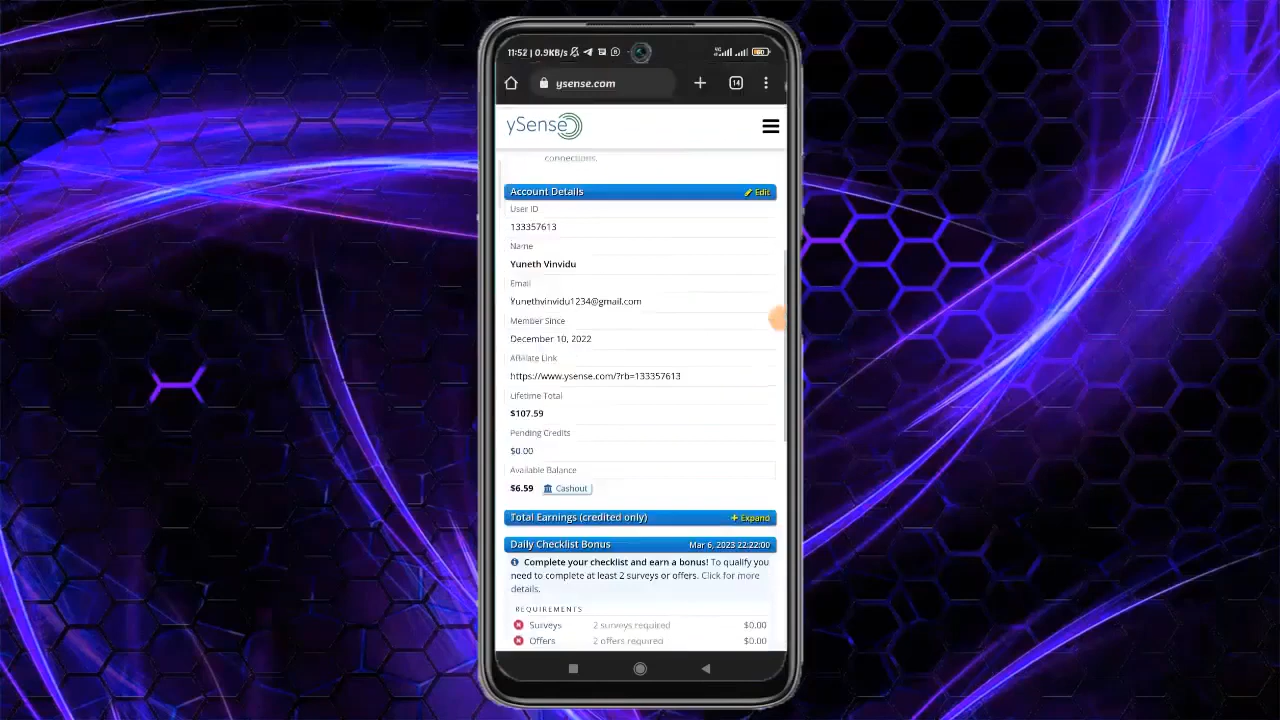 11:52 | 0.9KB/s
ysense.com
14
ySense
connections.
Account Details
Edit
User ID
133357613
Name
Yuneth Vinvidu
Email
Yunethvinvidu1234@gmail.com
Member Since
December 10, 2022
Affiliate Link
https://www.ysense.com/?rb=133357613
Lifetime Total
$107.59
Pending Credits
$0.00
Available Balance
$6.59 Cashout
Total Earnings (credited only)
+ Expand
Daily Checklist Bonus
Mar 6, 2023 22:22:00
Complete your checklist and earn a bonus! To qualify you
need to complete at least 2 surveys or offers. Click for more
details.
REQUIREMENTS
Surveys 2 surveys required $0.00
Offers 2 offers required $0.00